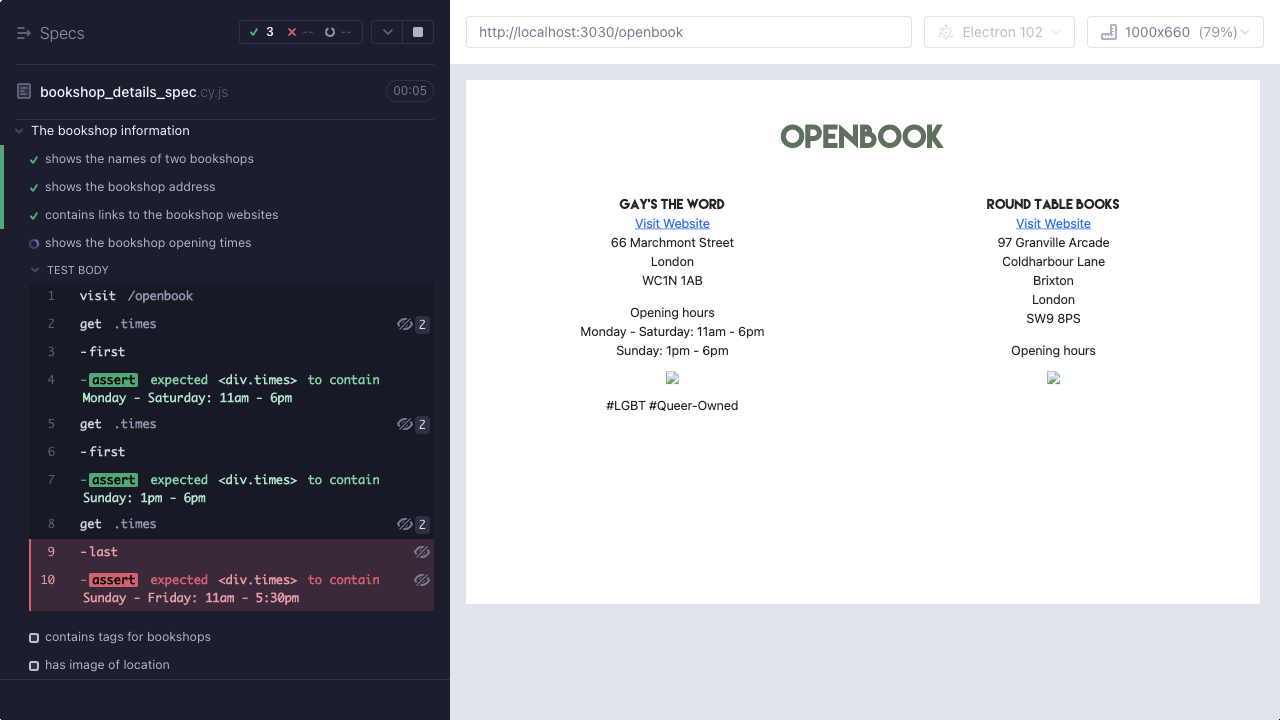 Specs
3
--
--
bookshop_details_spec.cy.js
00:05
The bookshop information
shows the names of two bookshops
shows the bookshop address
contains links to the bookshop websites
shows the bookshop opening times
TEST BODY
1 visit /openbook
2 get .times 2
3 -first
4 -assert expected <div.times> to contain
Monday - Saturday: 11am - 6pm
5 get .times 2
6 -first
7 -assert expected <div.times> to contain
Sunday: 1pm - 6pm
8 get .times 2
9 -last
10 -assert expected <div.times> to contain
Sunday - Friday: 11am - 5:30pm
contains tags for bookshops
has image of location
http://localhost:3030/openbook
Electron 102
1000x660 (79%)
OPENBOOK
GAY'S THE WORD
Visit Website
66 Marchmont Street
London
WC1N 1AB
Opening hours
Monday - Saturday: 11am - 6pm
Sunday: 1pm - 6pm
#LGBT #Queer-Owned
ROUND TABLE BOOKS
Visit Website
97 Granville Arcade
Coldharbour Lane
Brixton
London
SW9 8PS
Opening hours